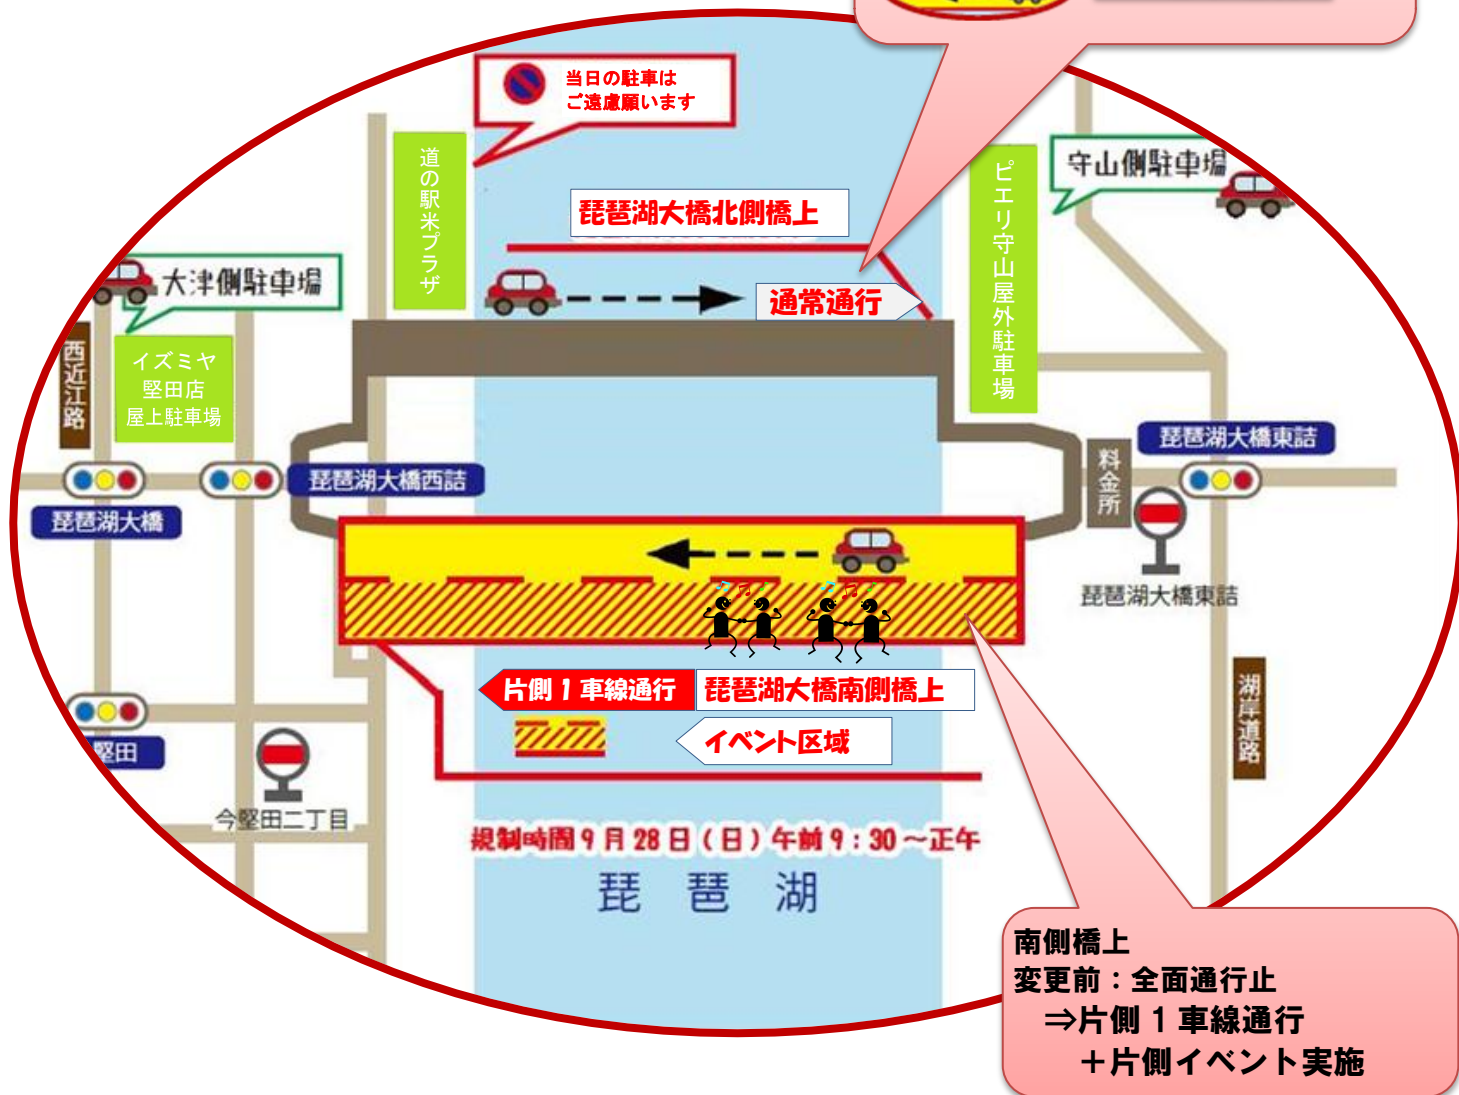 当日の駐車は
ご遠慮願います
道の駅米プラザ
琵琶湖大橋北側橋上
通常通行
ピエリ守山屋外駐車場
守山側駐車場
大津側駐車場
イズミヤ
堅田店
屋上駐車場
西近江路
琵琶湖大橋西詰
琵琶湖大橋
料金所
琵琶湖大橋東詰
琵琶湖大橋東詰
片側1車線通行
琵琶湖大橋南側橋上
イベント区域
堅田
今堅田二丁目
湖岸道路
規制時間9月28日(日)午前9:30~正午
琵琶湖
南側橋上
変更前:全面通行止
⇒片側1車線通行
+片側イベント実施